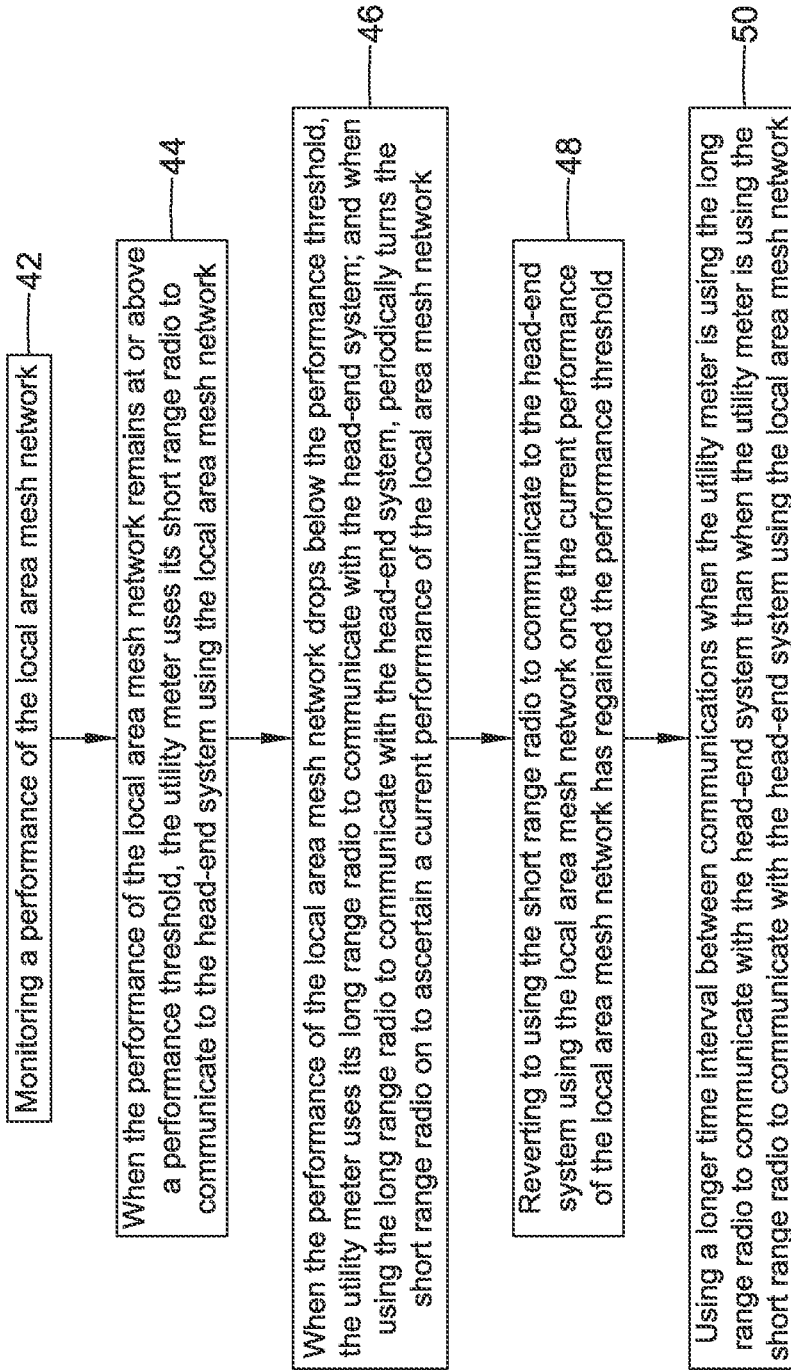 Monitoring a performance of the local area mesh network
42
When the performance of the local area mesh network remains at or above
a performance threshold, the utility meter uses its short range radio to
communicate to the head-end system using the local area mesh network
44
When the performance of the local area mesh network drops below the performance threshold,
the utility meter uses its long range radio to communicate with the head-end system; and when
using the long range radio to communicate with the head-end system, periodically turns the
short range radio on to ascertain a current performance of the local area mesh network
46
Reverting to using the short range radio to communicate to the head-end
system using the local area mesh network once the current performance
of the local area mesh network has regained the performance threshold
48
Using a longer time interval between communications when the utility meter is using the long
range radio to communicate with the head-end system than when the utility meter is using the
short range radio to communicate with the head-end system using the local area mesh network
50